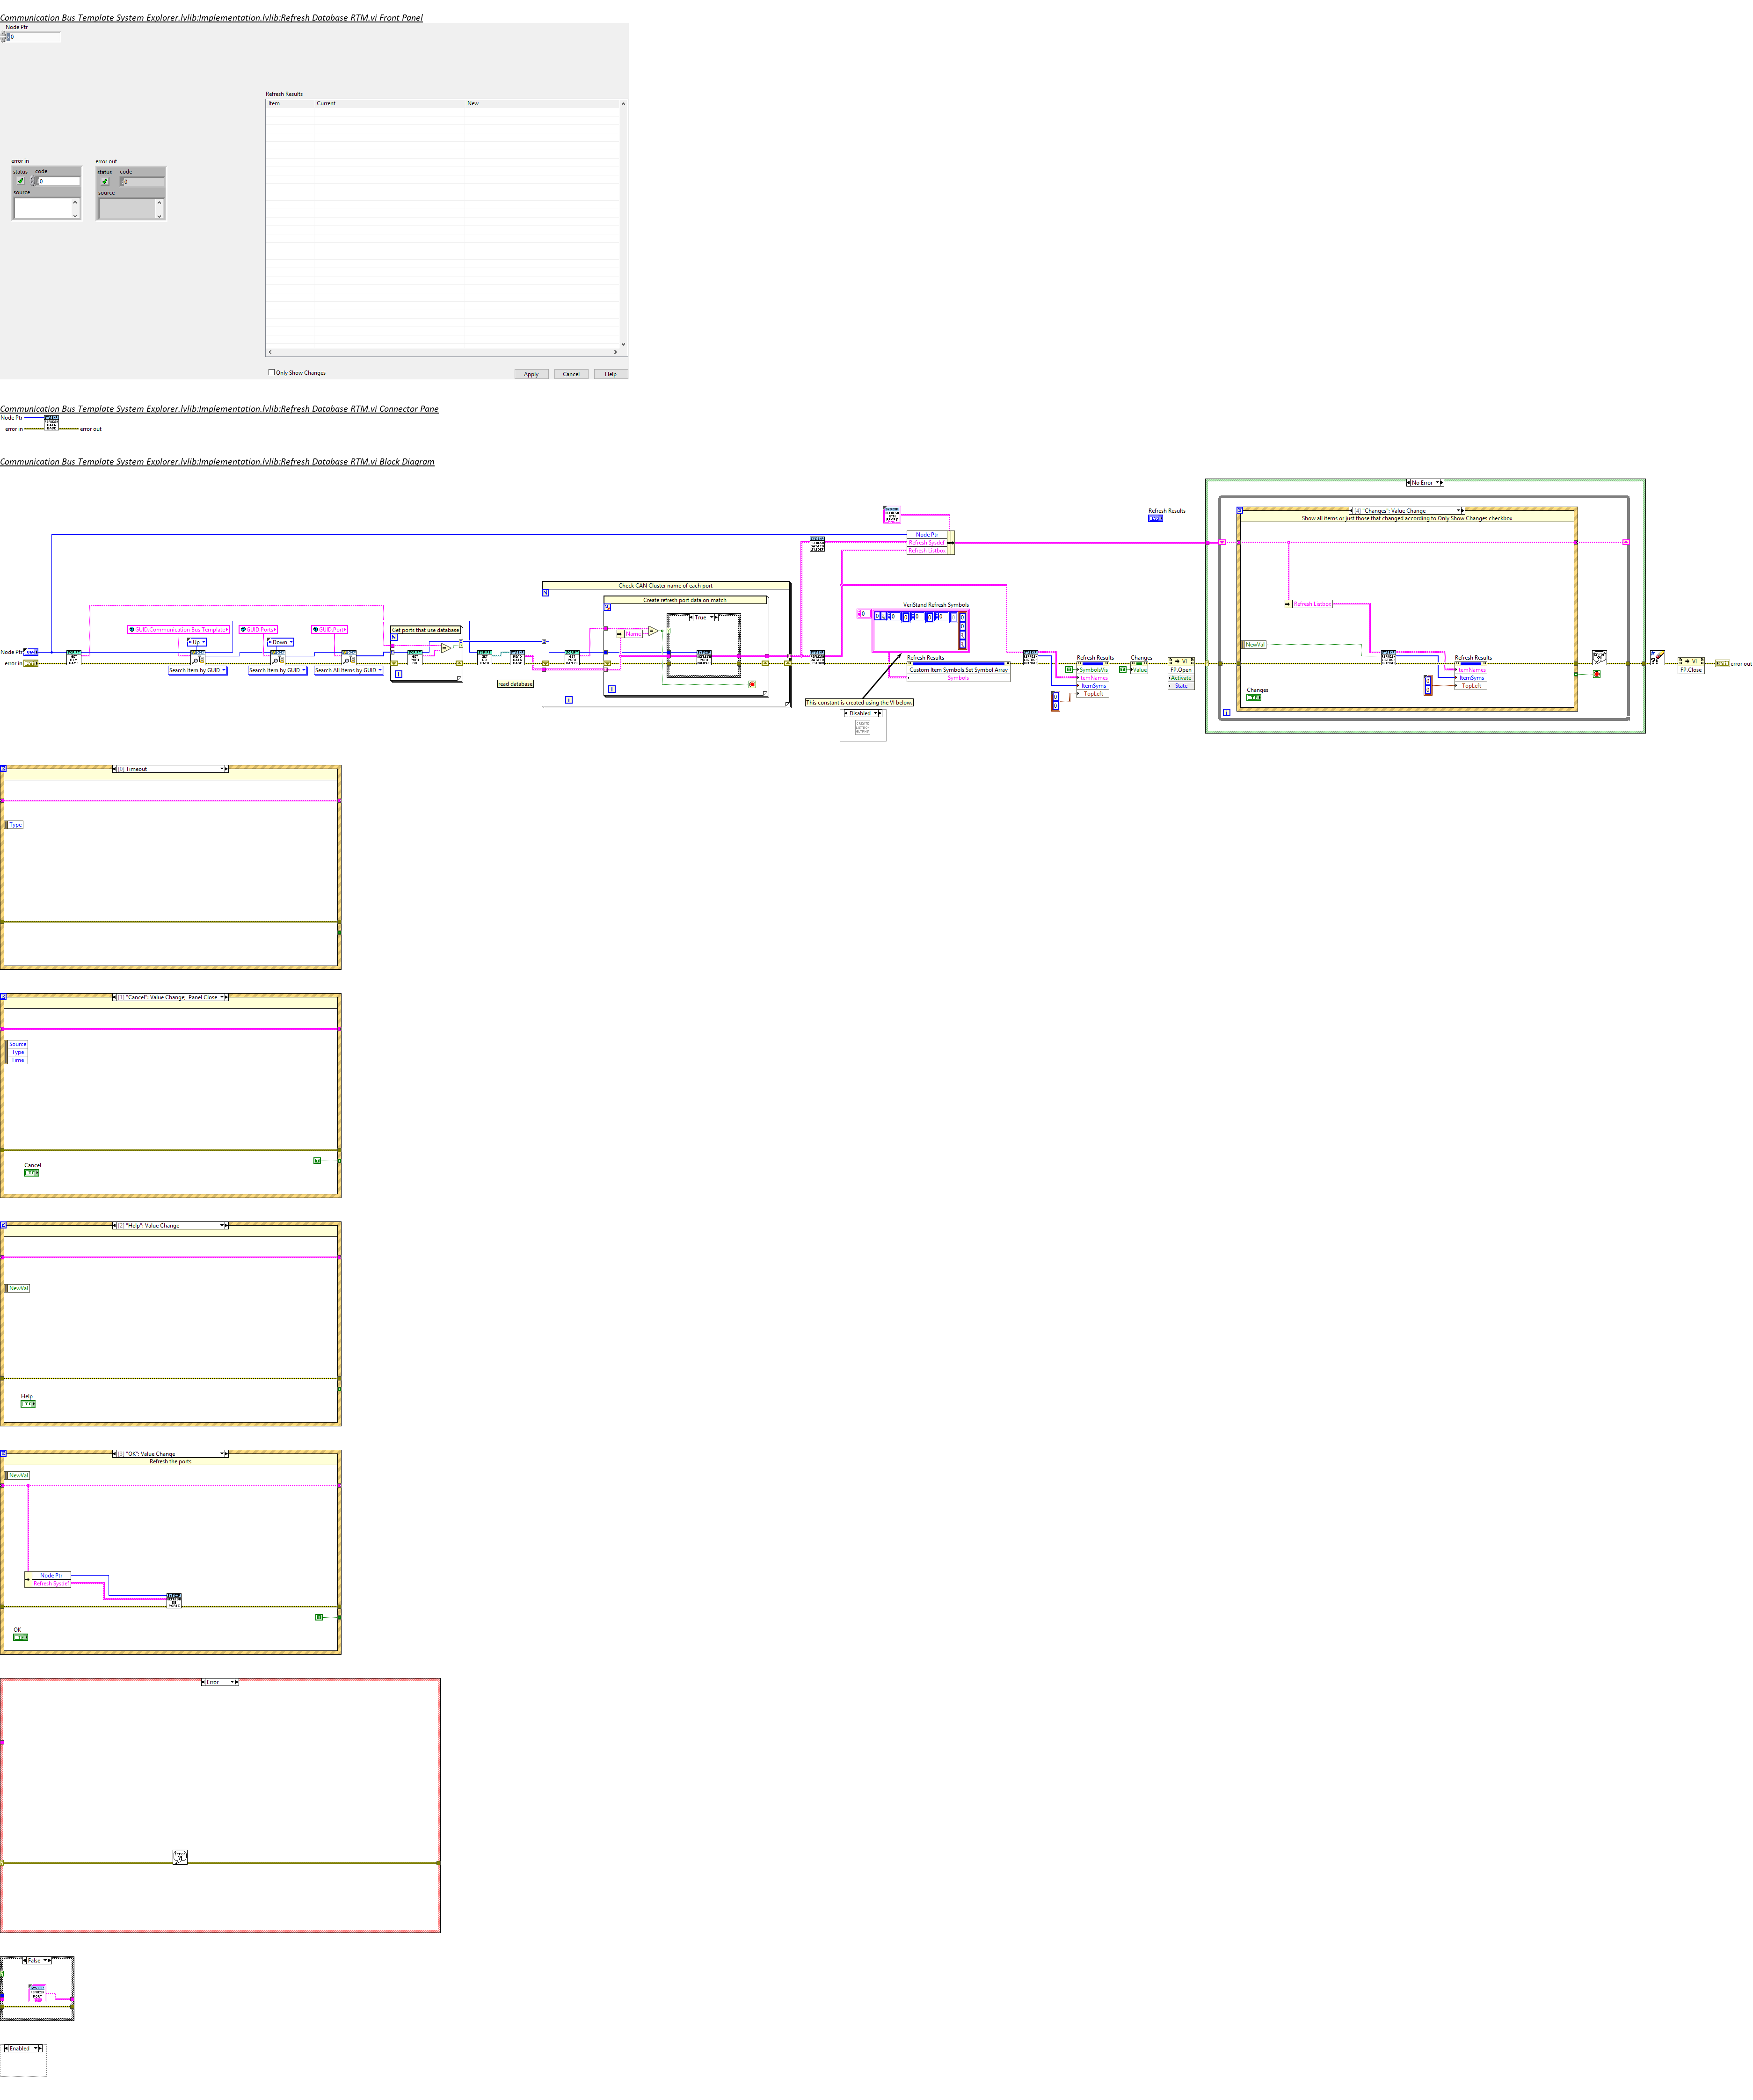 Communication Bus Template System Explorer.lvlib:Implementation.lvlib:Refresh Database RTM.vi Front Panel
Node Ptr
0
Refresh Results
Item Current New
error in
status code
0
source
error out
status code
0
source
Only Show Changes
Apply Cancel Help
Communication Bus Template System Explorer.lvlib:Implementation.lvlib:Refresh Database RTM.vi Connector Pane
Node Ptr
error in
error out
Communication Bus Template System Explorer.lvlib:Implementation.lvlib:Refresh Database RTM.vi Block Diagram
No Error
[4] "Changes": Value Change
Show all items or just those that changed according to Only Show Changes checkbox
Refresh Results
Node Ptr
Refresh Sysdef
Refresh Listbox
Check CAN Cluster name of each port
Create refresh port data on match
True
Name
VeriStand Refresh Symbols
Refresh Listbox
GUID.Communication Bus Template
GUID.Ports
GUID.Port
Get ports that use database
Up
Down
NewVal
Node Ptr
error in
Search Item by GUID
Search Item by GUID
Search All Items by GUID
read database
Refresh Results
Custom Item Symbols.Set Symbol Array
Symbols
Refresh Results
SymbolsVis
ItemNames
ItemSyms
TopLeft
Changes
Value
VI
FP.Open
Activate
State
Refresh Results
ItemNames
ItemSyms
TopLeft
VI
FP.Close
error out
Changes
This constant is created using the VI below.
Disabled
[0] Timeout
Type
[1] "Cancel": Value Change; Panel Close
Source
Type
Time
Cancel
[2] "Help": Value Change
NewVal
Help
[3] "OK": Value Change
Refresh the ports
NewVal
Node Ptr
Refresh Sysdef
OK
Error
False
Enabled